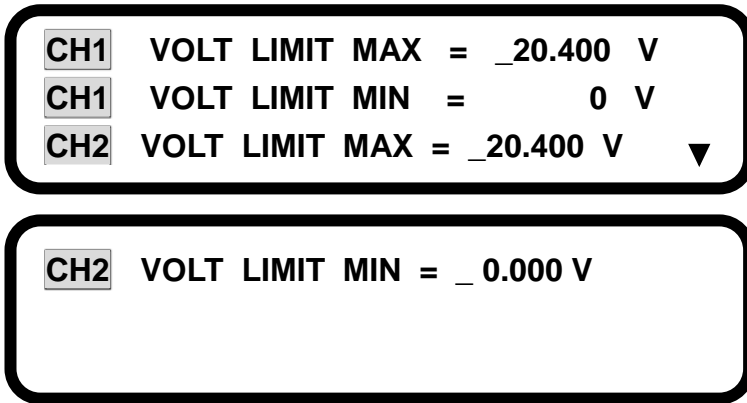 CH1 VOLT LIMIT MAX = _20.400 V
CH1 VOLT LIMIT MIN = 0 V
CH2 VOLT LIMIT MAX = _20.400 V ▼
CH2 VOLT LIMIT MIN = _ 0.000 V